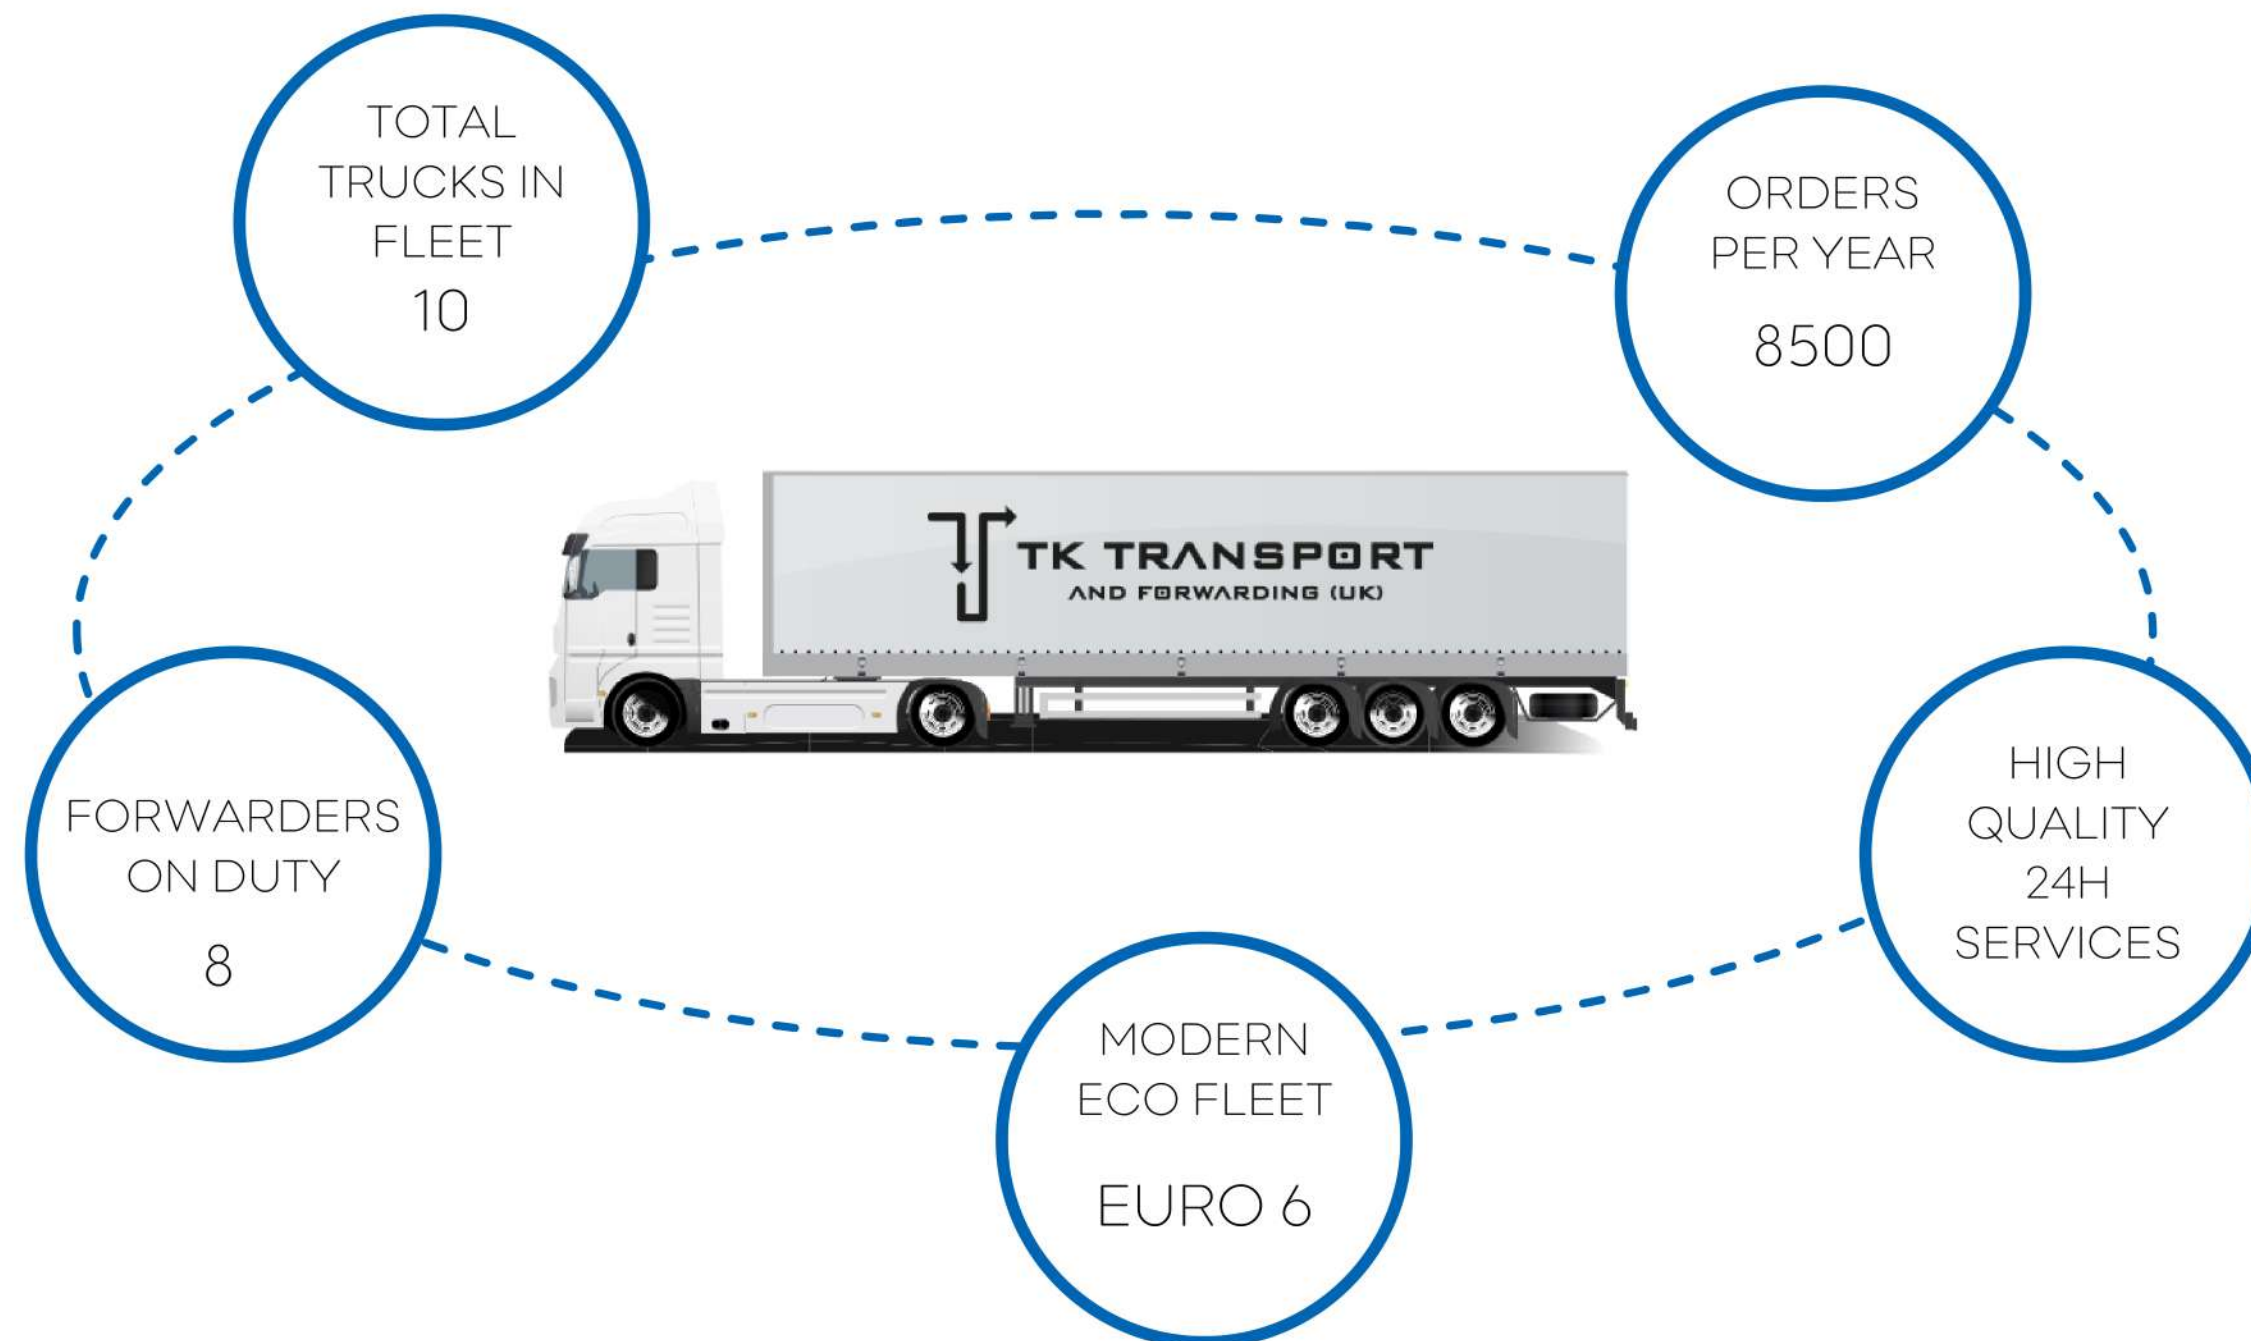 TOTAL
TRUCKS IN
FLEET
10
ORDERS
PER YEAR
8500
TK TRANSPORT
AND FORWARDING (UK)
FORWARDERS
ON DUTY
8
HIGH
QUALITY
24H
SERVICES
MODERN
ECO FLEET
EURO 6